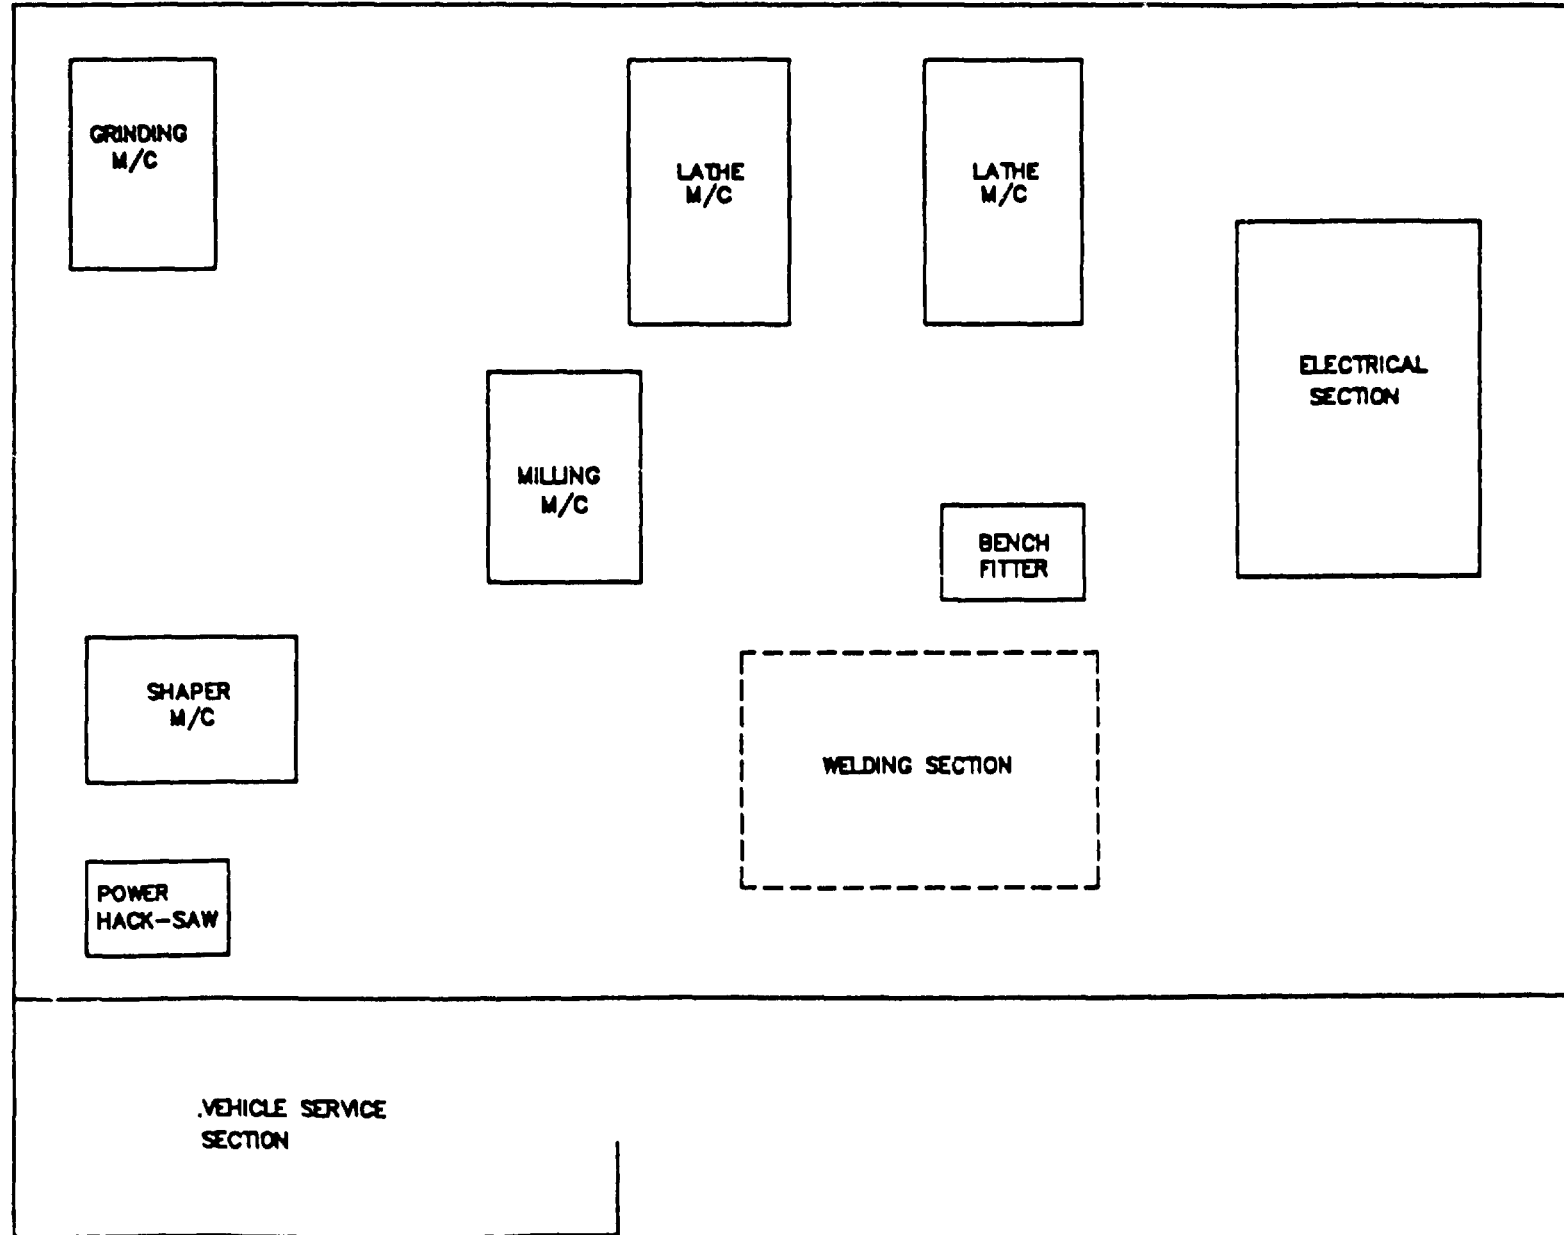 GRINDING
M/C
LATHE
M/C
LATHE
M/C
ELECTRICAL
SECTION
MILLING
M/C
BENCH
FITTER
SHAPER
M/C
WELDING SECTION
POWER
HACK-SAW
.VEHICLE SERVICE
SECTION